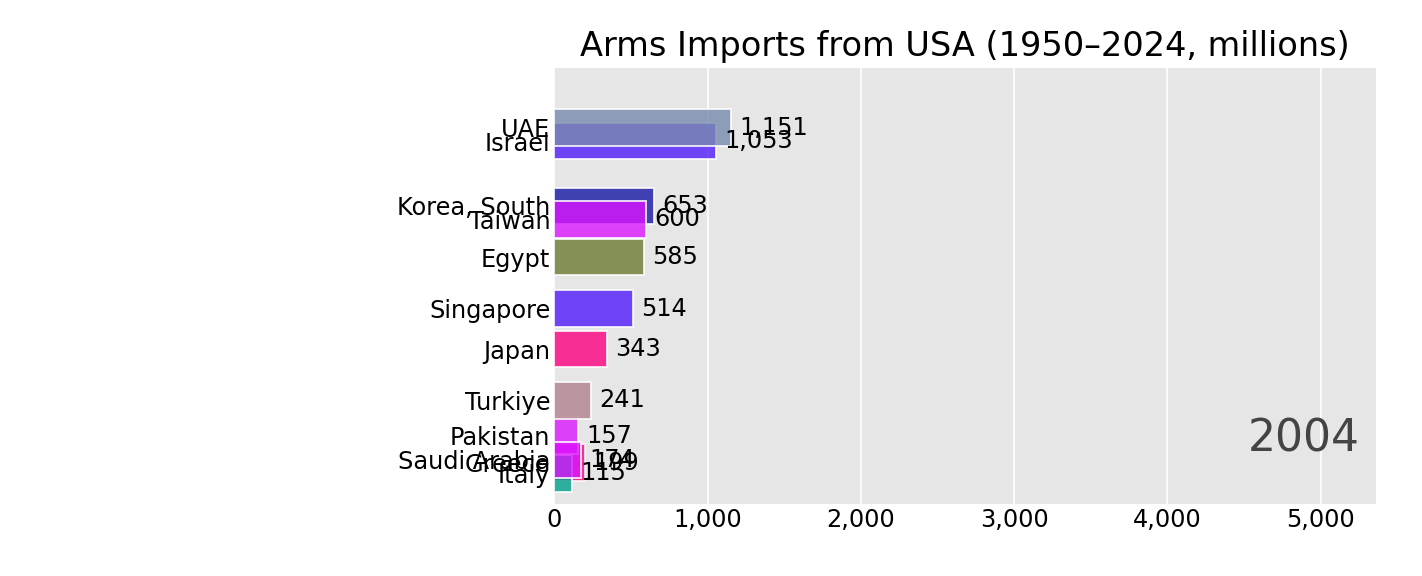 Arms Imports from USA (1950–2024, millions)
UAE 1,151
Israel 1,053
Korea, South 653
Taiwan 600
Egypt 585
Singapore 514
Japan 343
Turkiye 241
Pakistan 157
Saudi Arabia 174
Greece 199
Italy 115
2004
0 1,000 2,000 3,000 4,000 5,000